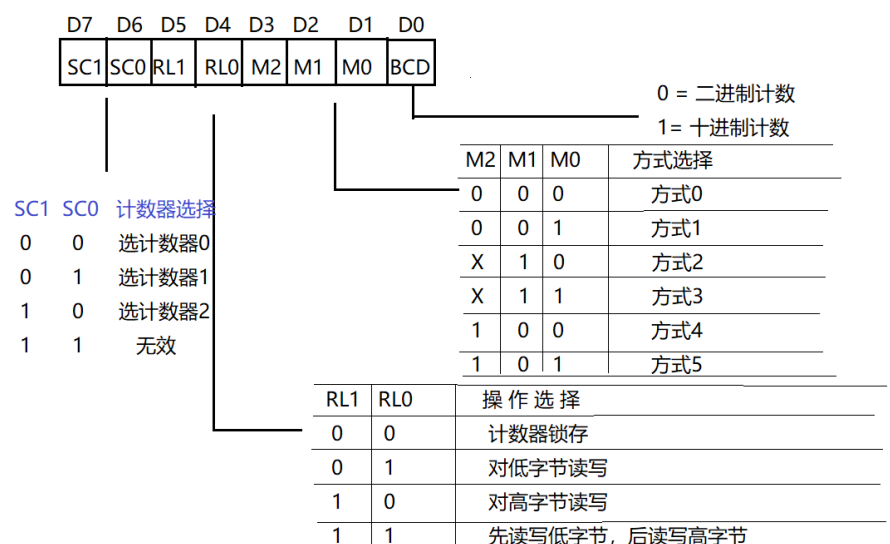 D7 D6 D5 D4 D3 D2 D1 D0
SC1 SC0 RL1 RL0 M2 M1 M0 BCD
0 = 二进制计数
1= 十进制计数
M2 M1 M0 方式选择
0 0 0 方式0
0 0 1 方式1
X 1 0 方式2
X 1 1 方式3
1 0 0 方式4
1 0 1 方式5
SC1 SC0 计数器选择
0 0 选计数器0
0 1 选计数器1
1 0 选计数器2
1 1 无效
RL1 RL0 操 作 选 择
0 0 计数器锁存
0 1 对低字节读写
1 0 对高字节读写
1 1 先读写低字节，后读写高字节